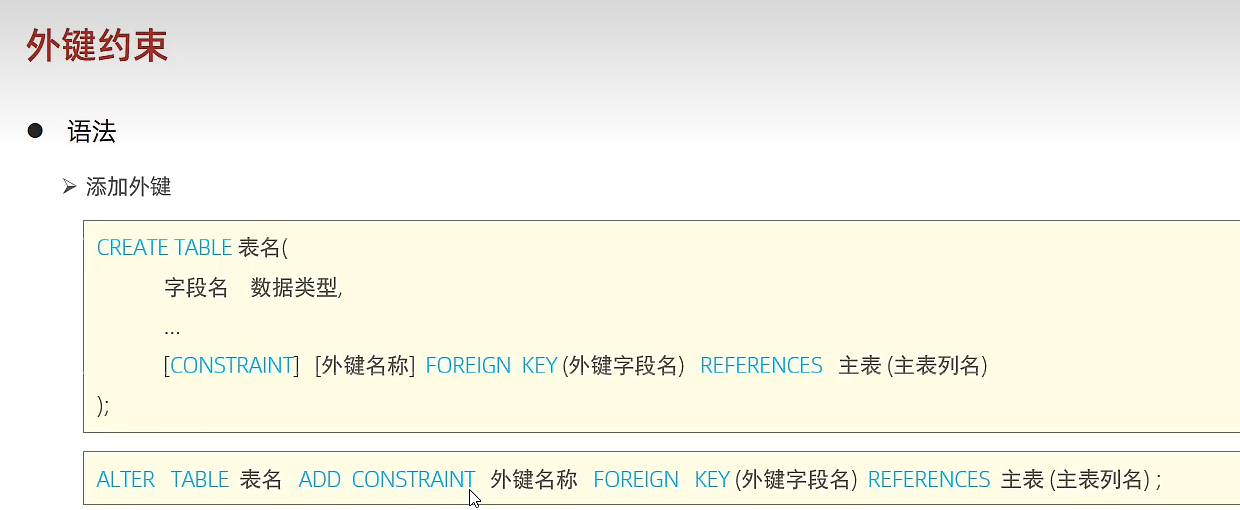 外键约束
语法
添加外键
CREATE TABLE 表名(
字段名 数据类型,
...
[CONSTRAINT] [外键名称] FOREIGN KEY (外键字段名) REFERENCES 主表 (主表列名)
);
ALTER TABLE 表名 ADD CONSTRAINT 外键名称 FOREIGN KEY (外键字段名) REFERENCES 主表 (主表列名) ;